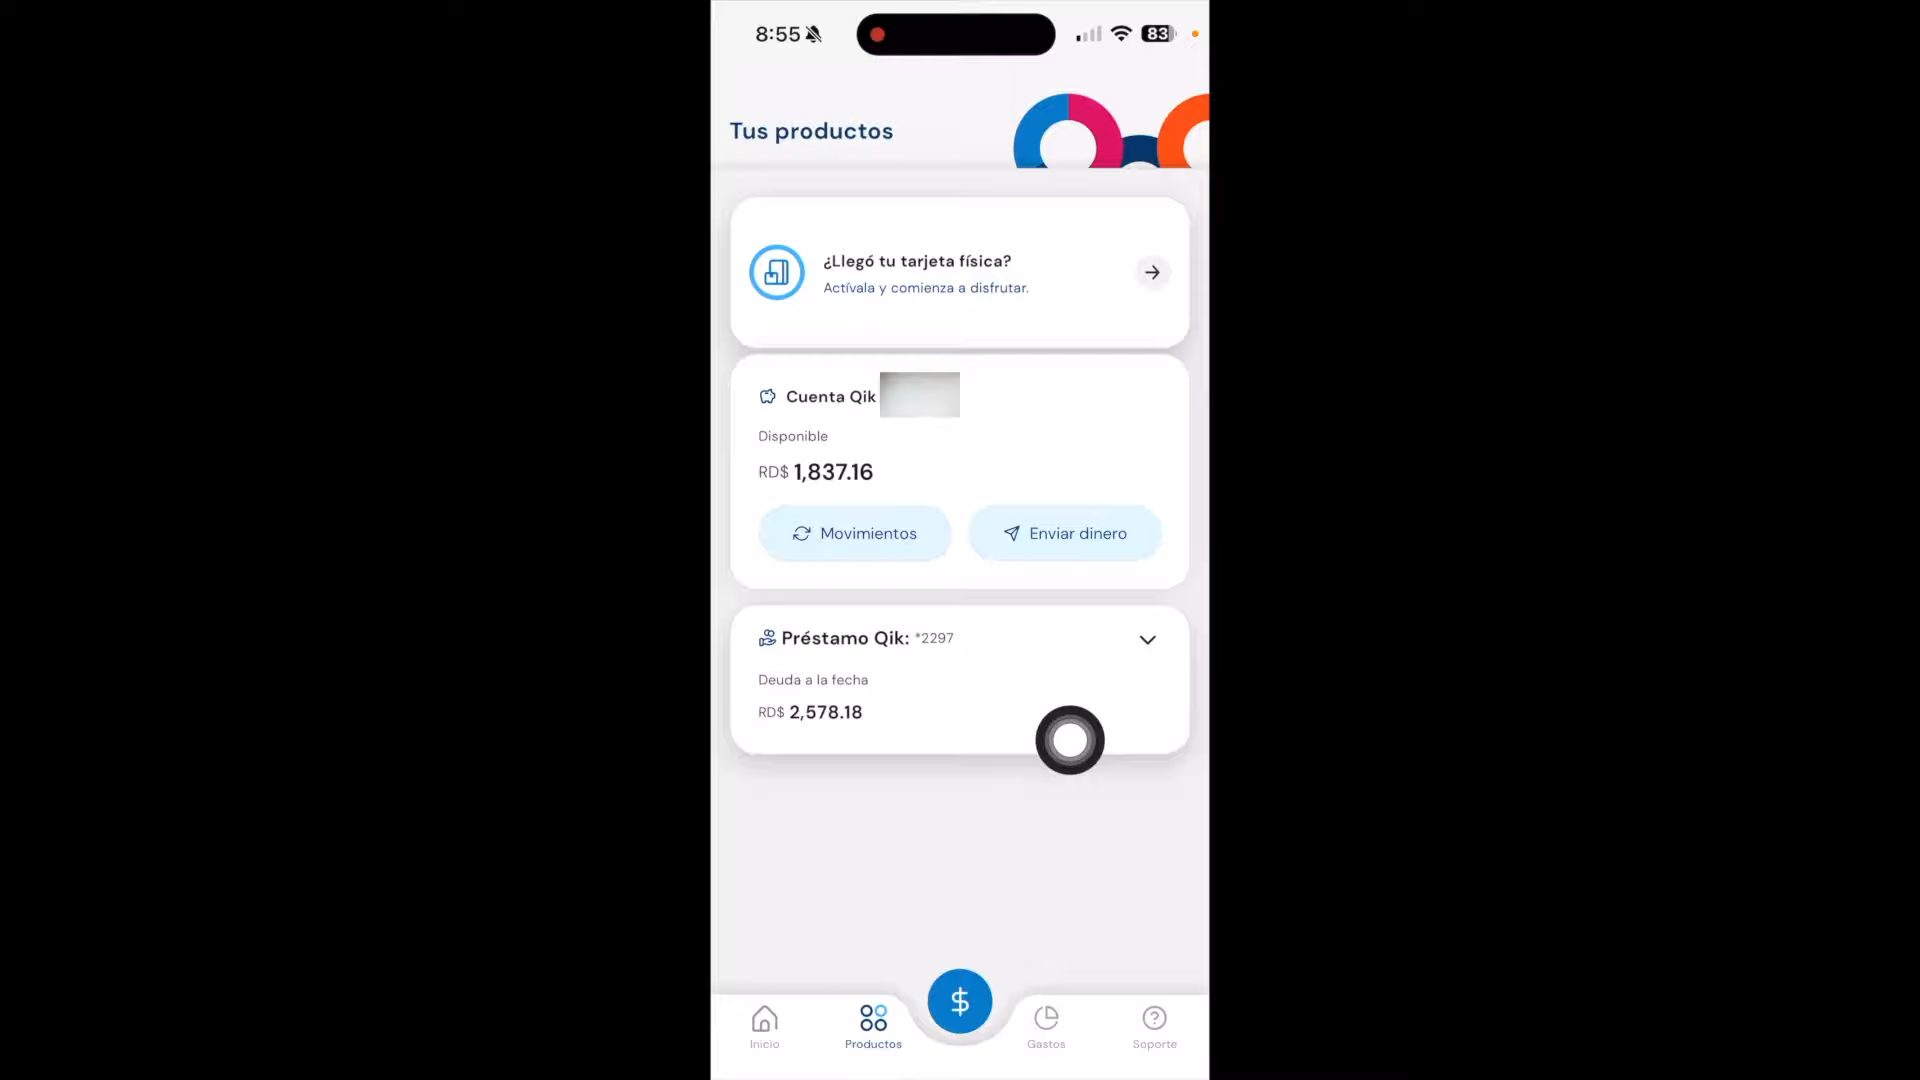 8:55
83
Tus productos
¿Llegó tu tarjeta física?
Actívala y comienza a disfrutar.
Cuenta Qik
Disponible
RD$ 1,837.16
Movimientos
Enviar dinero
Préstamo Qik: *2297
Deuda a la fecha
RD$ 2,578.18
$
Inicio
Productos
Gastos
Soporte